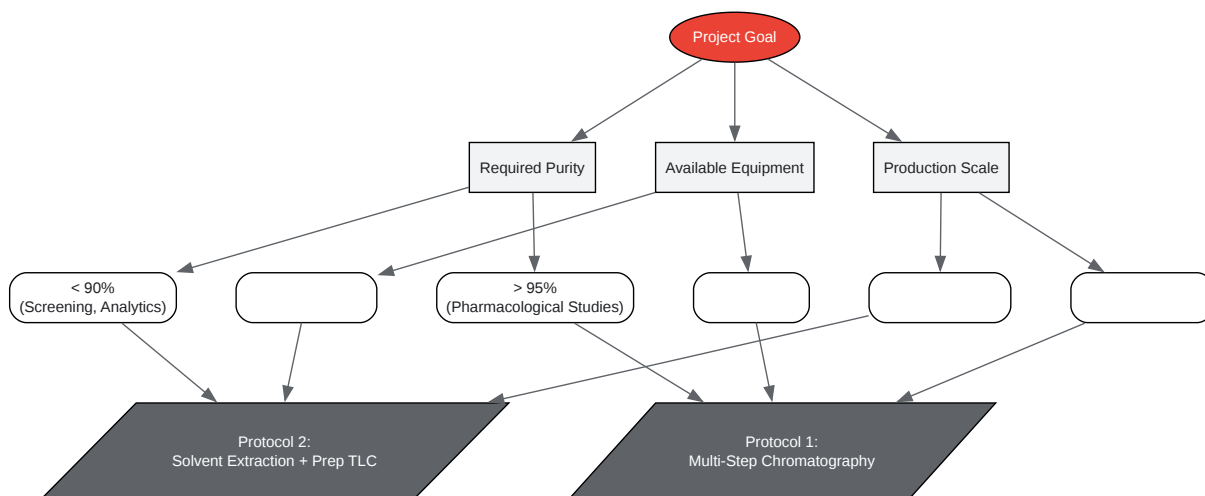 Project Goal
Required Purity
Available Equipment
Production Scale
< 90%
(Screening, Analytics)
> 95%
(Pharmacological Studies)
Protocol 2:
Solvent Extraction + Prep TLC
Protocol 1:
Multi-Step Chromatography